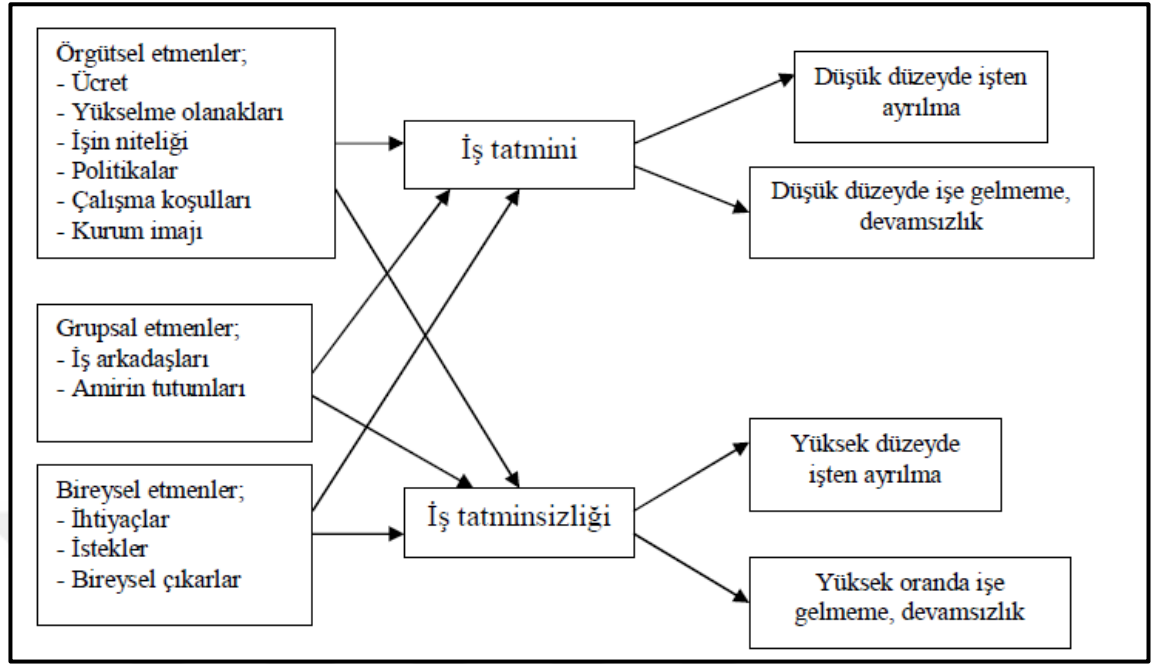 Örgütsel etmenler;
- Ücret
- Yükselme olanakları
- İşin niteliği
- Politikalar
- Çalışma koşulları
- Kurum imajı
Grupsal etmenler;
- İş arkadaşları
- Amirin tutumları
Bireysel etmenler;
- İhtiyaçlar
- İstekler
- Bireysel çıkarlar
İş tatmini
İş tatminsizliği
Düşük düzeyde işten
ayrılma
Düşük düzeyde işe gelmeme,
devamsızlık
Yüksek düzeyde
işten ayrılma
Yüksek oranda işe
gelmeme, devamsızlık